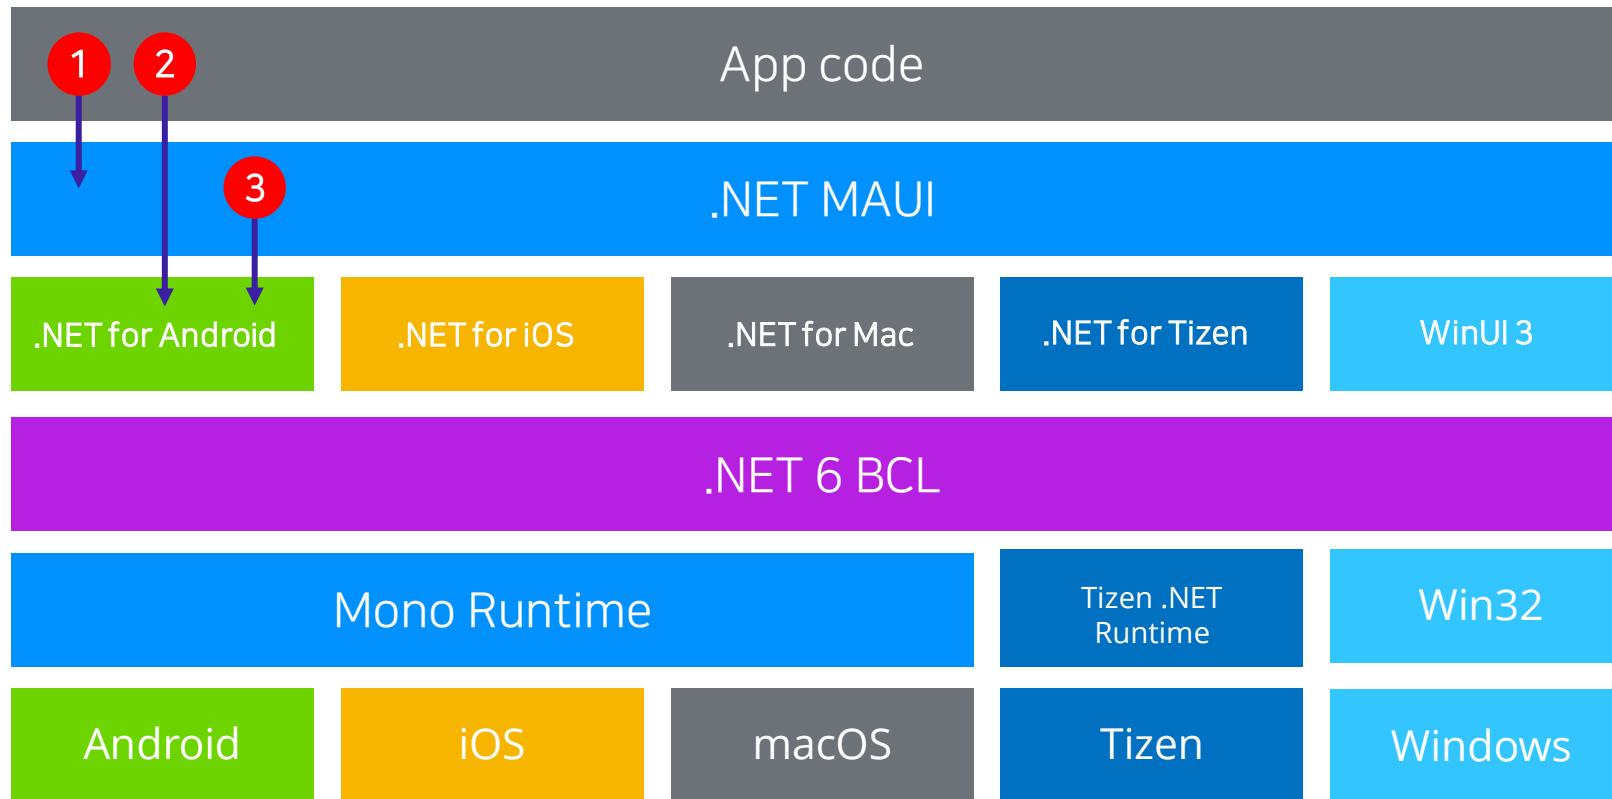 1 2
App code
3
.NET MAUI
.NET for Android
.NET for iOS
.NET for Mac
.NET for Tizen
WinUI 3
.NET 6 BCL
Mono Runtime
Tizen .NET
Runtime
Win32
Android
iOS
macOS
Tizen
Windows